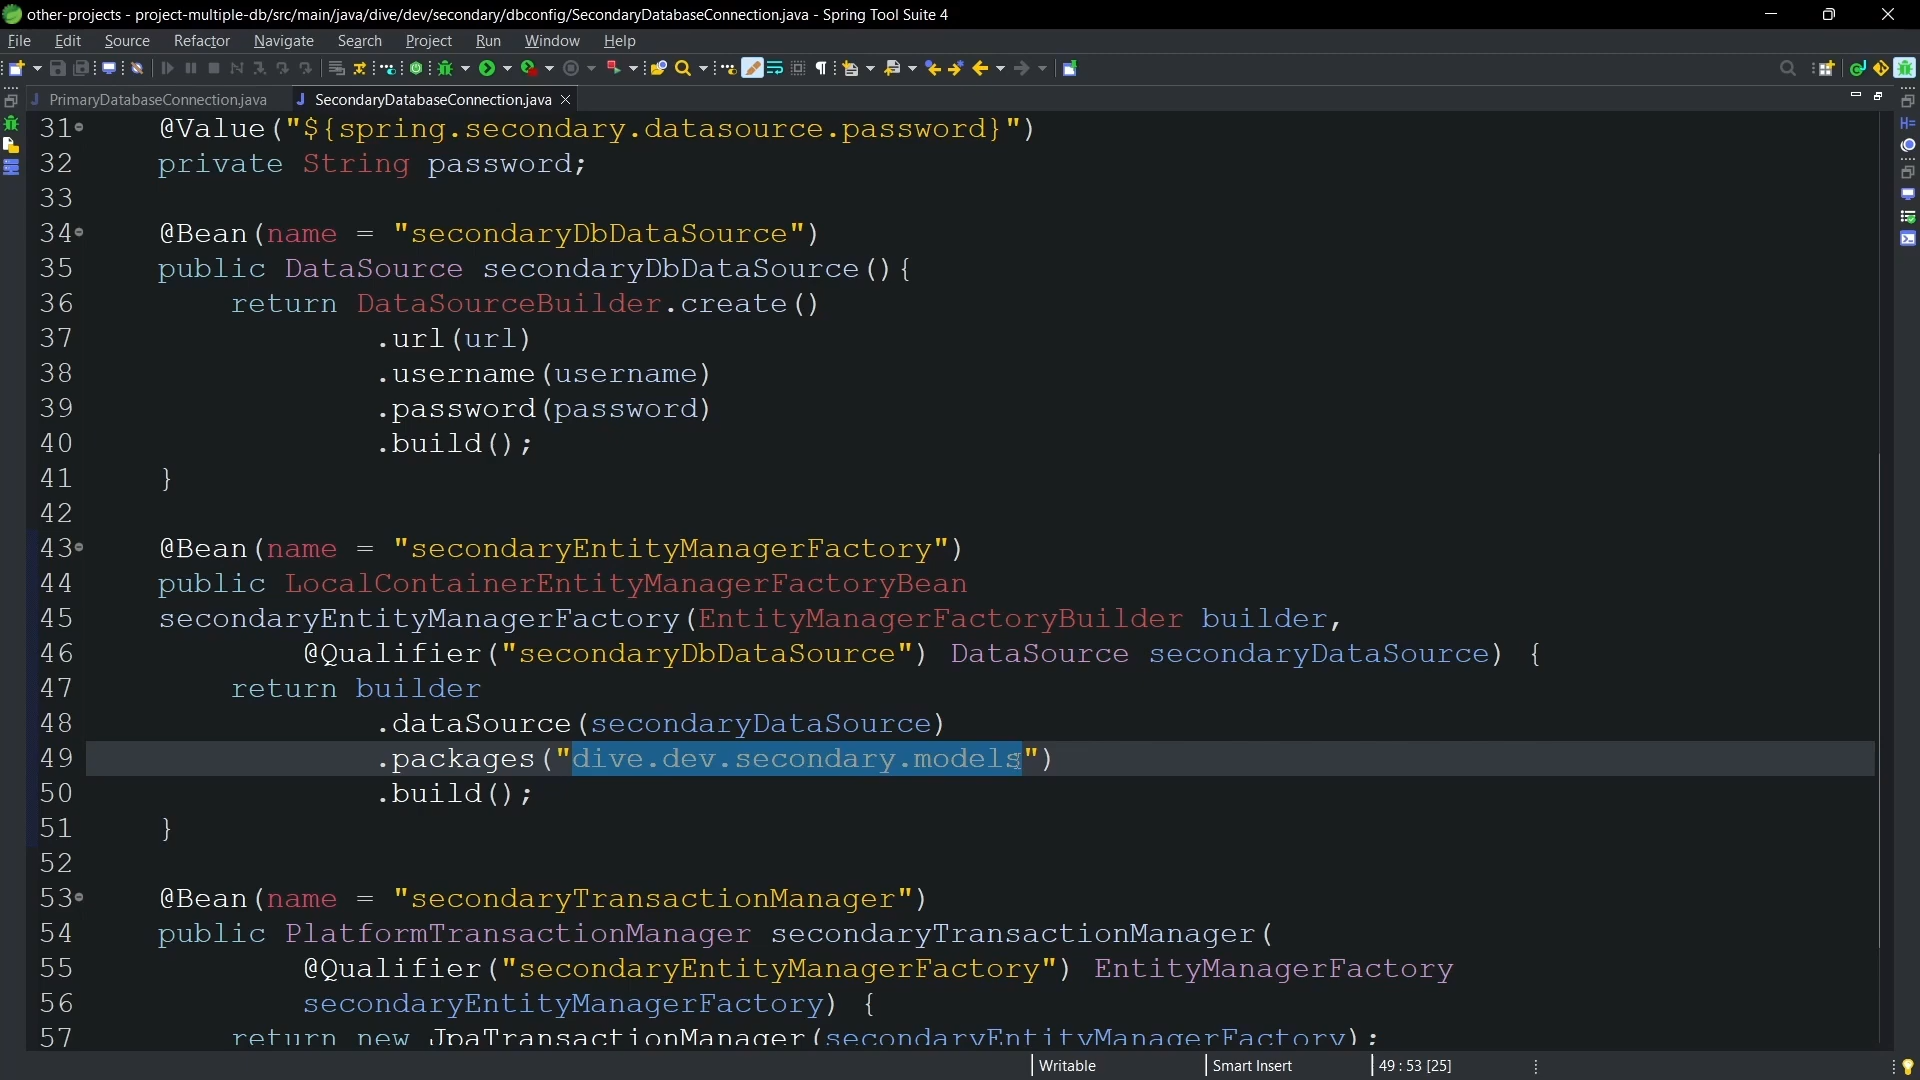 other-projects - project-multiple-db/src/main/java/dive/dev/secondary/dbconfig/SecondaryDatabaseConnection.java - Spring Tool Suite 4
File Edit Source Refactor Navigate Search Project Run Window Help
PrimaryDatabaseConnection.java SecondaryDatabaseConnection.java
31 @Value("${spring.secondary.datasource.password}")
32 private String password;
33
34 @Bean(name = "secondaryDbDataSource")
35 public DataSource secondaryDbDataSource(){
36 return DataSourceBuilder.create()
37 .url(url)
38 .username(username)
39 .password(password)
40 .build();
41 }
42
43 @Bean(name = "secondaryEntityManagerFactory")
44 public LocalContainerEntityManagerFactoryBean
45 secondaryEntityManagerFactory(EntityManagerFactoryBuilder builder,
46 @Qualifier("secondaryDbDataSource") DataSource secondaryDataSource) {
47 return builder
48 .dataSource(secondaryDataSource)
49 .packages("dive.dev.secondary.models")
50 .build();
51 }
52
53 @Bean(name = "secondaryTransactionManager")
54 public PlatformTransactionManager secondaryTransactionManager(
55 @Qualifier("secondaryEntityManagerFactory") EntityManagerFactory
56 secondaryEntityManagerFactory) {
57 return new JpaTransactionManager(secondaryEntityManagerFactory);
Writable Smart Insert 49 : 53 [25]